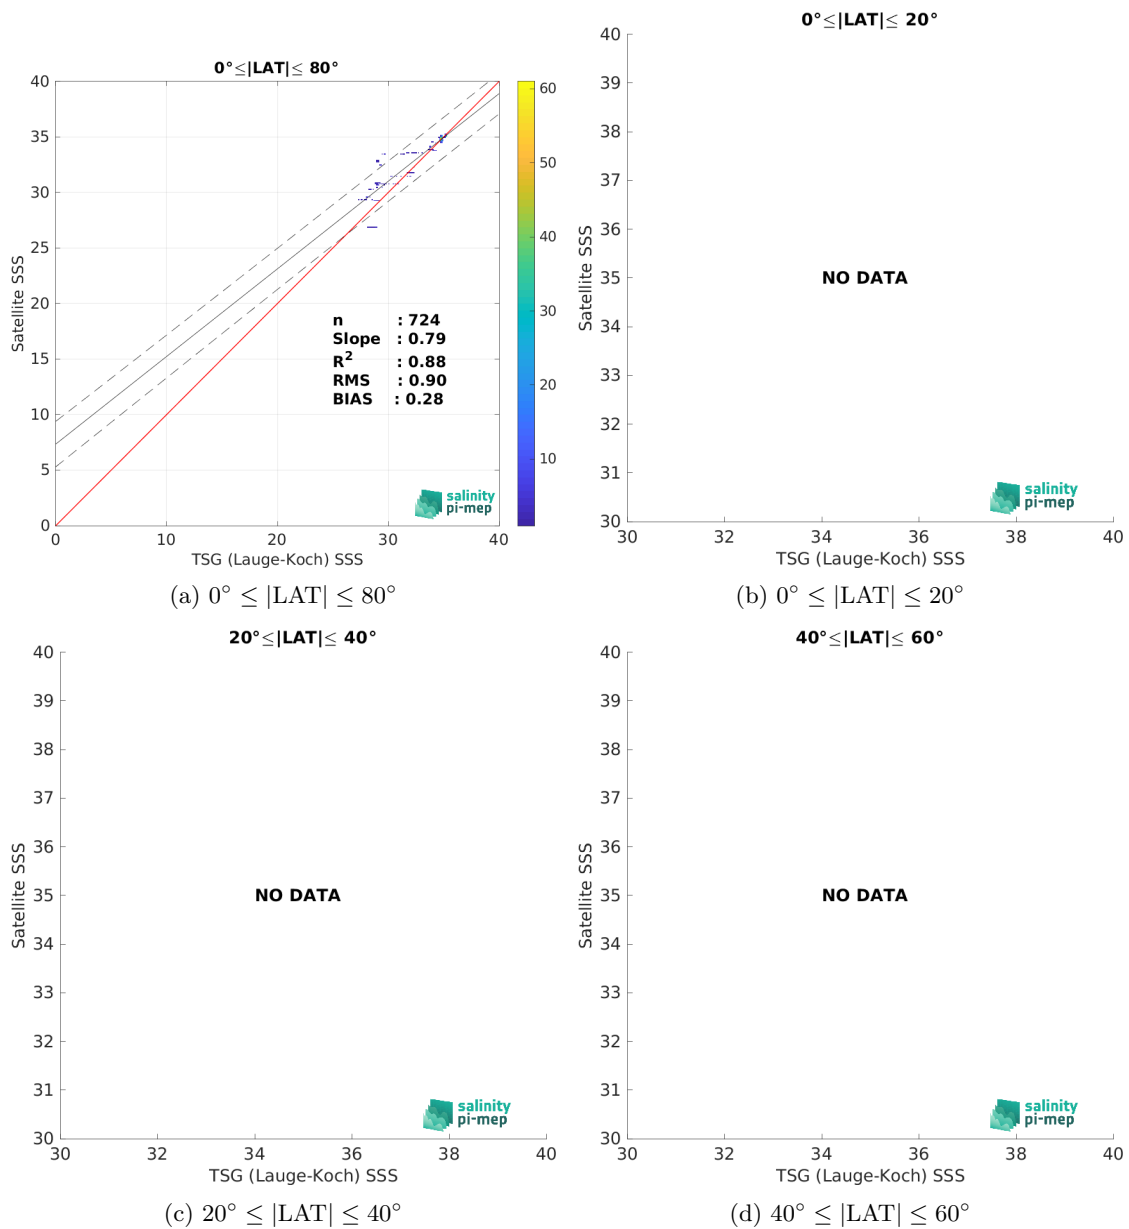 0°≤|LAT|≤ 80°
40
35
30
25
20
15
10
5
0
Satellite SSS
0
10
20
30
40
TSG (Lauge-Koch) SSS
n : 724
Slope : 0.79
R2 : 0.88
RMS : 0.90
BIAS : 0.28
salinity
pi-mep
60
50
40
30
20
10
(a) 0° ≤ |LAT| ≤ 80°
0°≤|LAT|≤ 20°
40
39
38
37
36
35
34
33
32
31
30
Satellite SSS
NO DATA
salinity
pi-mep
30
32
34
36
38
40
TSG (Lauge-Koch) SSS
(b) 0° ≤ |LAT| ≤ 20°
20°≤|LAT|≤ 40°
40
39
38
37
36
35
34
33
32
31
30
Satellite SSS
NO DATA
salinity
pi-mep
30
32
34
36
38
40
TSG (Lauge-Koch) SSS
(c) 20° ≤ |LAT| ≤ 40°
40°≤|LAT|≤ 60°
40
39
38
37
36
35
34
33
32
31
30
Satellite SSS
NO DATA
salinity
pi-mep
30
32
34
36
38
40
TSG (Lauge-Koch) SSS
(d) 40° ≤ |LAT| ≤ 60°